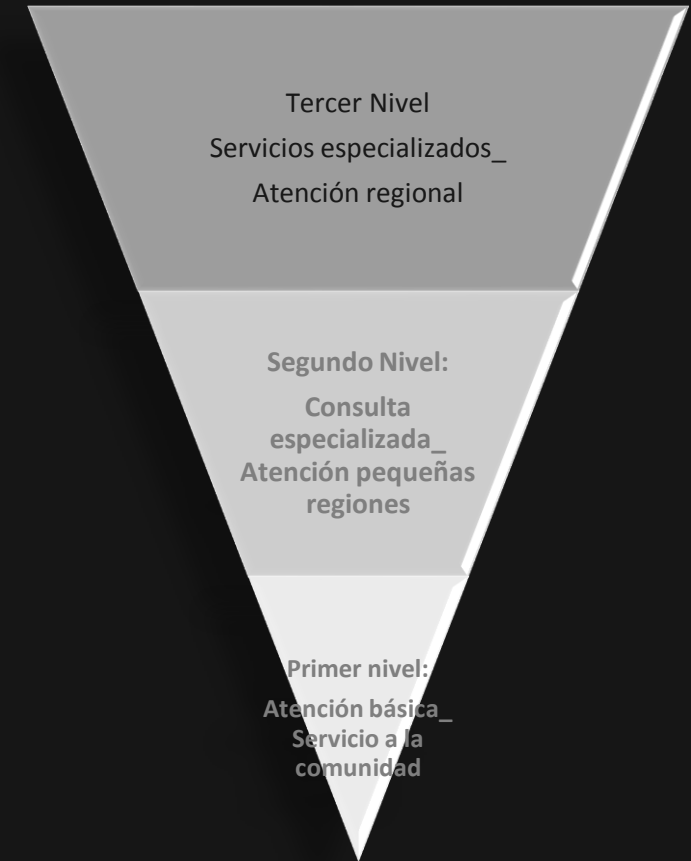 Tercer Nivel
Servicios especializados_
Atención regional
Segundo Nivel:
Consulta
especializada_
Atención pequeñas
regiones
Primer nivel:
Atención básica_
Servicio a la
comunidad